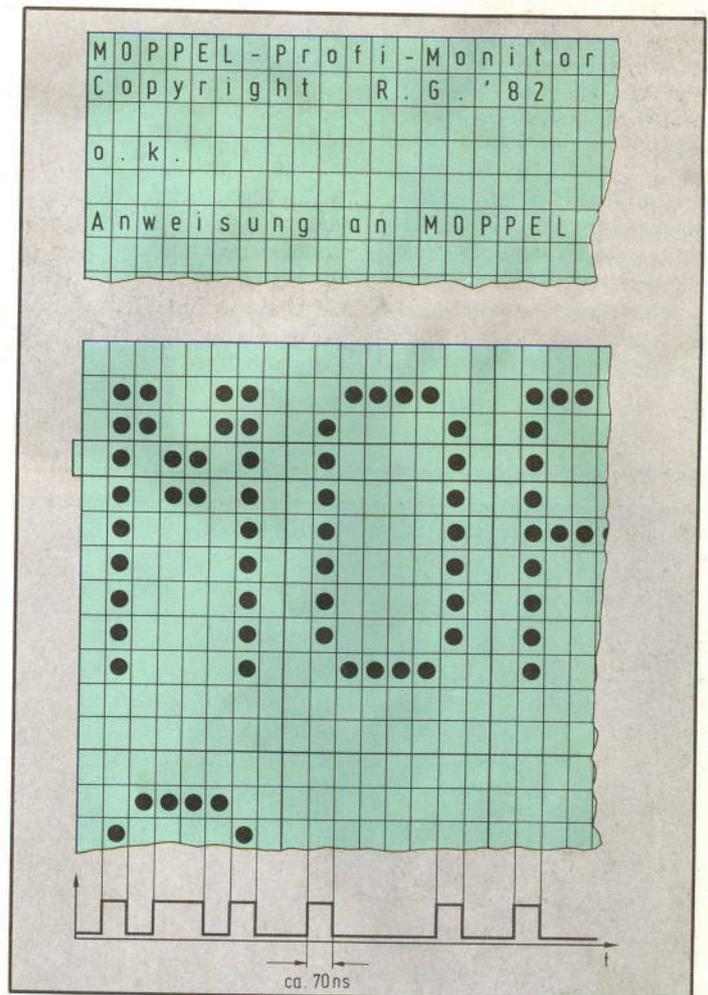 MOPPEL-Profi-Monitor
Copyright R.G.'82
o.k.
Anweisung an MOPPEL
t
ca. 70ns